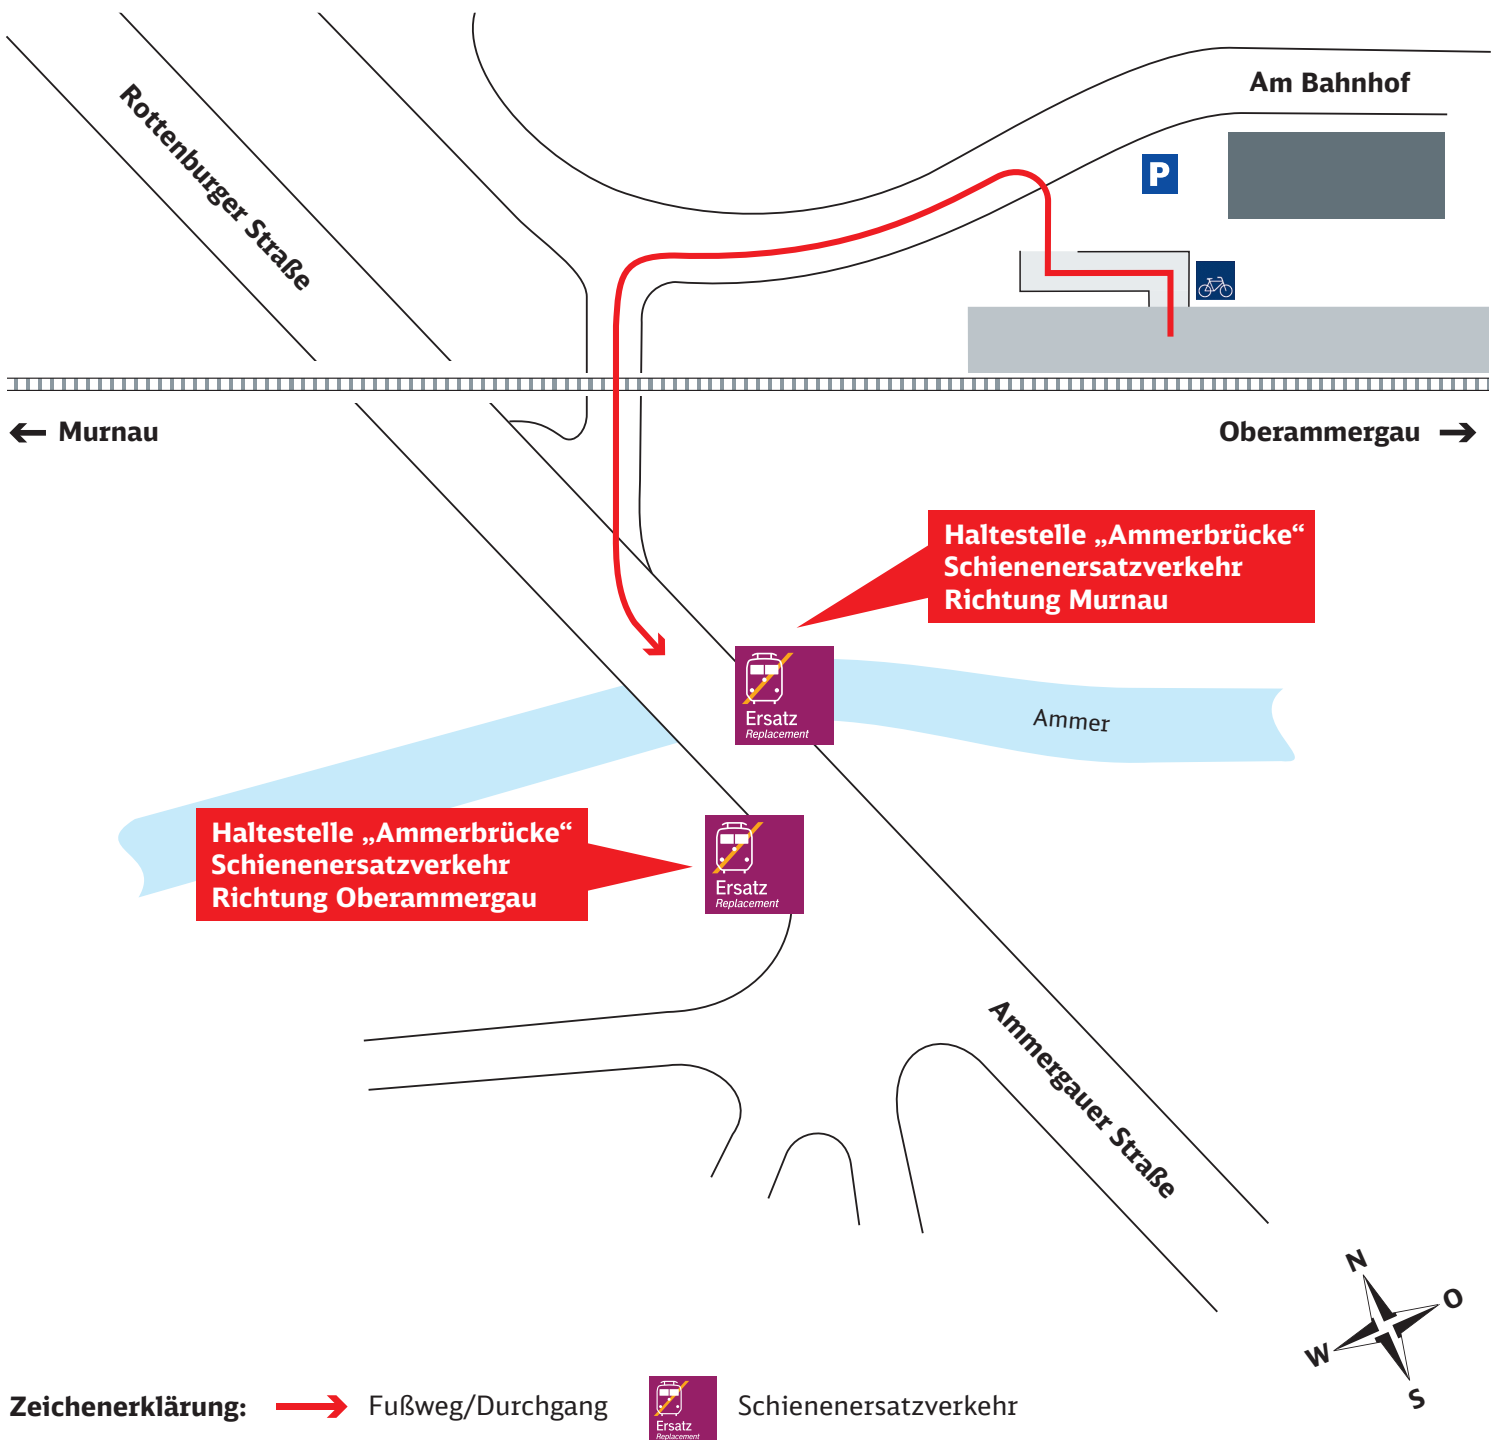 Am Bahnhof
Rottenburger Straße
P
← Murnau
Oberammergau →
Haltestelle „Ammerbrücke“
Schienenersatzverkehr
Richtung Murnau
Ersatz
Replacement
Ammer
Haltestelle „Ammerbrücke“
Schienenersatzverkehr
Richtung Oberammergau
Ersatz
Replacement
Ammergauer Straße
N
O
W
S
Zeichenerklärung:
Fußweg/Durchgang
Ersatz
Replacement
Schienenersatzverkehr